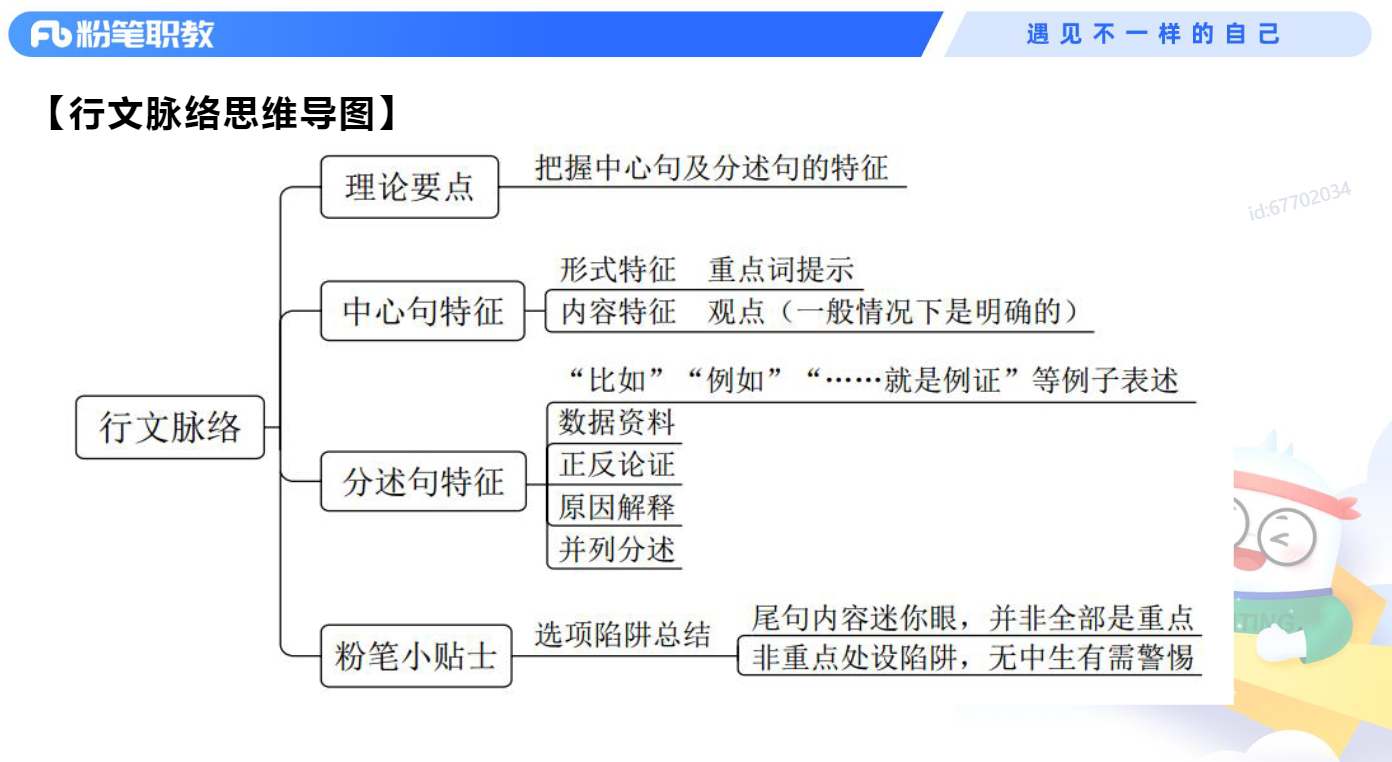 粉笔职教
遇见不一样的自己
【行文脉络思维导图】
id:67702034
行文脉络
理论要点
把握中心句及分述句的特征
中心句特征
形式特征 重点词提示
内容特征 观点（一般情况下是明确的）
分述句特征
“比如”“例如”“……就是例证”等例子表述
数据资料
正反论证
原因解释
并列分述
粉笔小贴士
选项陷阱总结
尾句内容迷你眼，并非全部是重点
非重点处设陷阱，无中生有需警惕
TING.